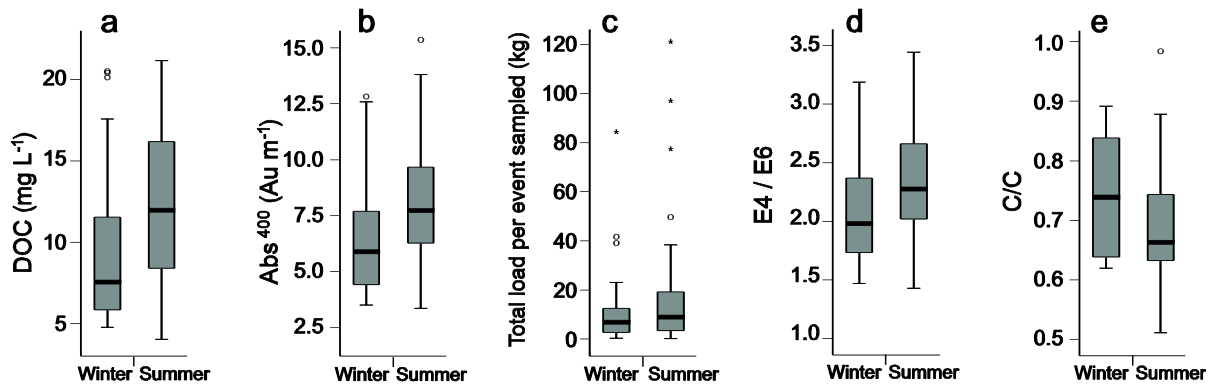 a
DOC (mg L⁻¹)
20
15
10
5
Winter Summer
b
Abs ⁴⁰⁰ (Au m⁻¹)
15.0
12.5
10.0
7.5
5.0
2.5
Winter Summer
c
Total load per event sampled (kg)
120
100
80
60
40
20
0
Winter Summer
d
E4 / E6
3.5
3.0
2.5
2.0
1.5
1.0
Winter Summer
e
C/C
1.0
0.9
0.8
0.7
0.6
0.5
Winter Summer